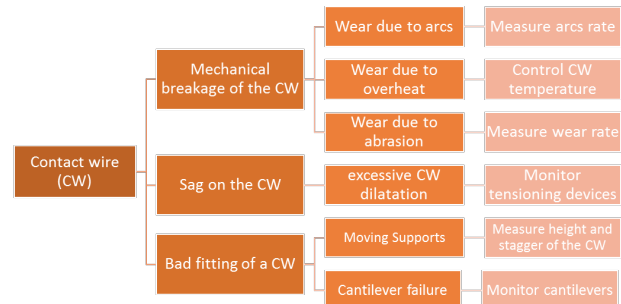 Wear due to arcs
Measure arcs rate
Mechanical
breakage of the CW
Wear due to
overheat
Control CW
temperature
Wear due to
abrasion
Measure wear rate
Contact wire
(CW)
Sag on the CW
excessive CW
dilatation
Monitor
tensioning devices
Bad fitting of a CW
Moving Supports
Measure height and
stagger of the CW
Cantilever failure
Monitor cantilevers